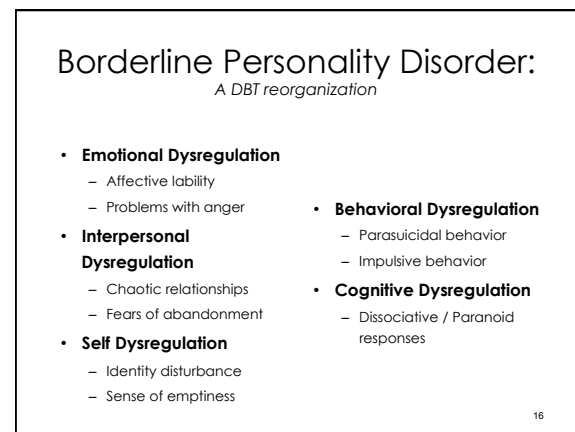 Borderline Personality Disorder:
A DBT reorganization
• Emotional Dysregulation
– Affective lability
– Problems with anger
• Interpersonal
Dysregulation
– Chaotic relationships
– Fears of abandonment
• Self Dysregulation
– Identity disturbance
– Sense of emptiness
• Behavioral Dysregulation
– Parasuicidal behavior
– Impulsive behavior
• Cognitive Dysregulation
– Dissociative / Paranoid
responses
16